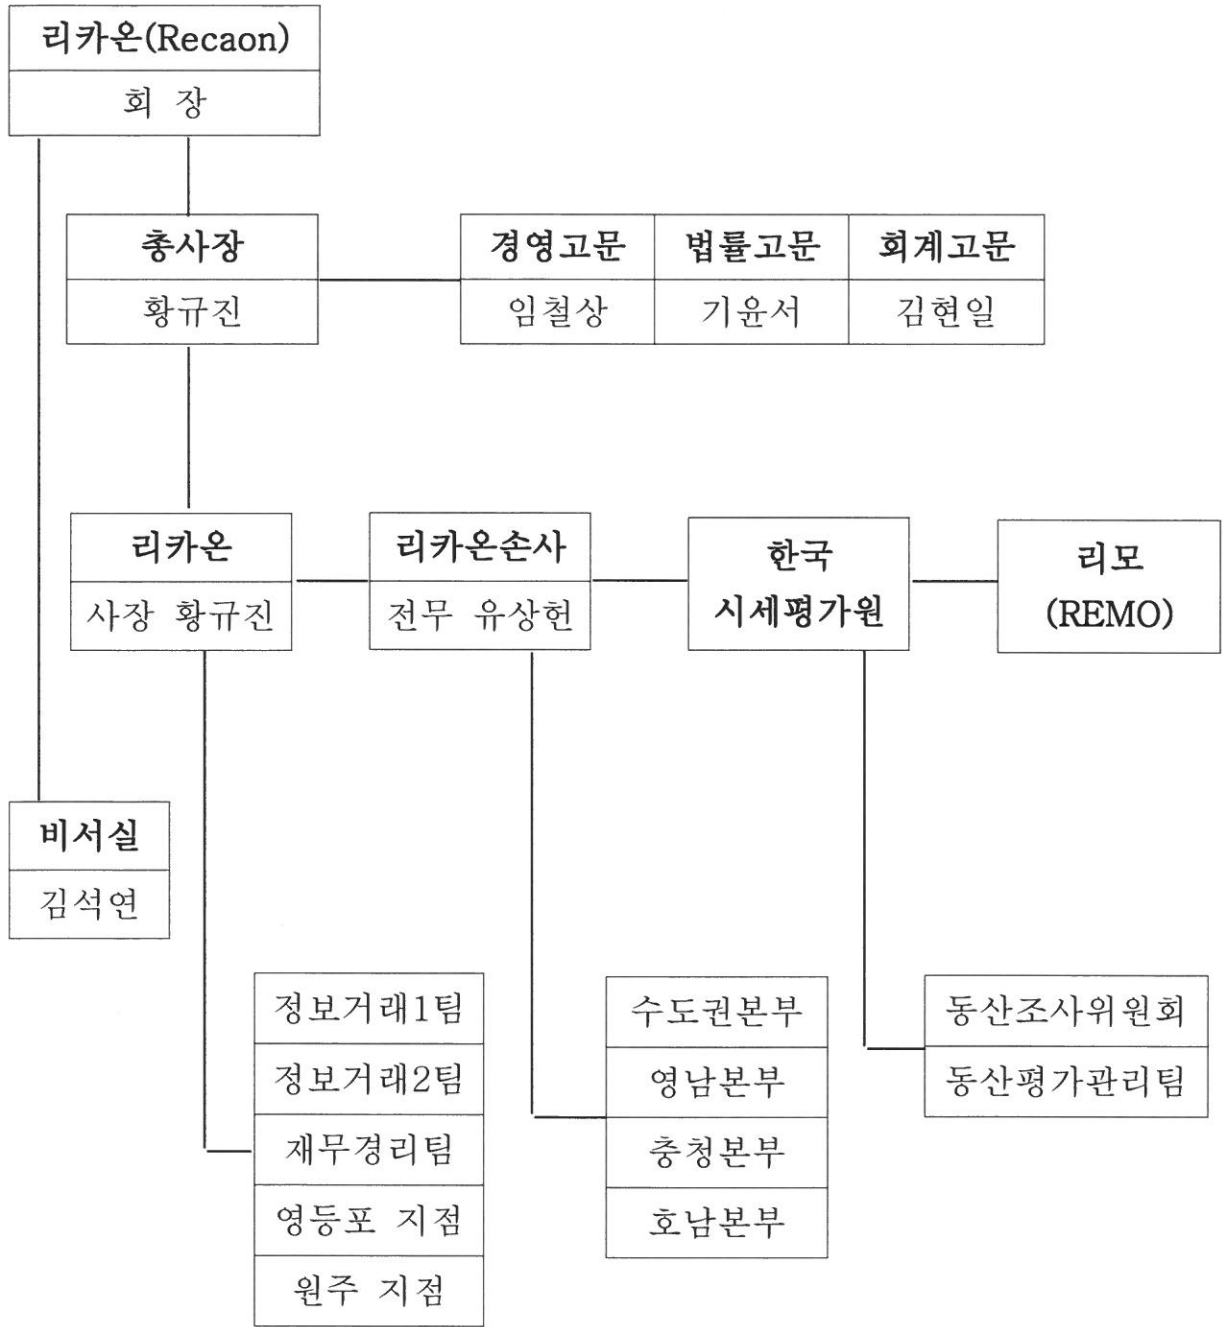 리카온(Recaon)
회 장
총사장
황규진
경영고문 법률고문 회계고문
임철상 기윤서 김현일
리카온
사장 황규진
리카온손사
전무 유상헌
한국
시세평가원
리모
(REMO)
비서실
김석연
정보거래1팀
정보거래2팀
재무경리팀
영등포 지점
원주 지점
수도권본부
영남본부
충청본부
호남본부
동산조사위원회
동산평가관리팀